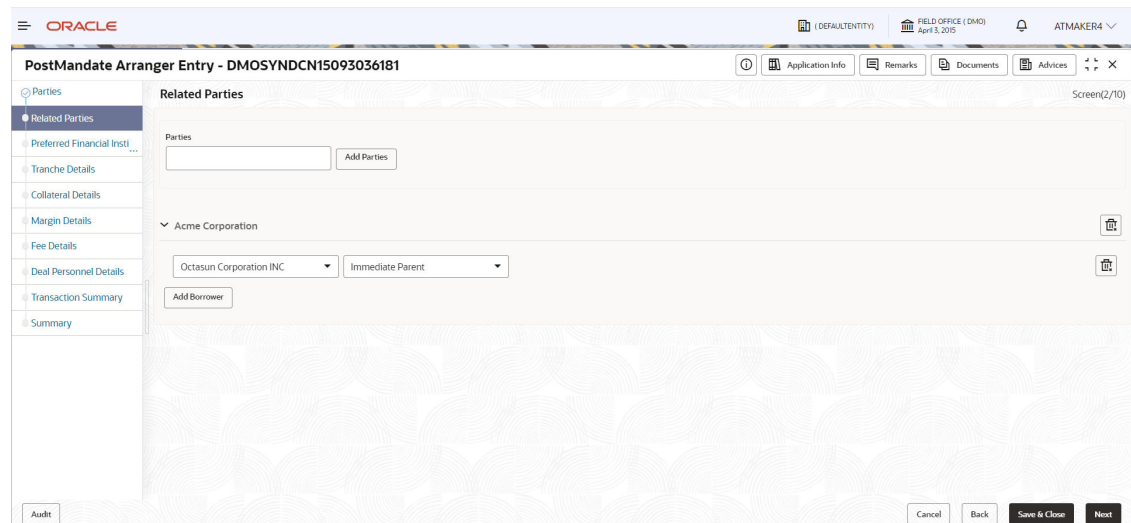 ORACLE
( DEFAULTENTITY)
FIELD OFFICE ( DMO)
April 3, 2015
ATMAKER4
PostMandate Arranger Entry - DMOSYNDCN15093036181
Application Info
Remarks
Documents
Advices
Parties
Related Parties
Preferred Financial Insti...
Tranche Details
Collateral Details
Margin Details
Fee Details
Deal Personnel Details
Transaction Summary
Summary
Related Parties
Screen(2/10)
Parties
Add Parties
Acme Corporation
Octasun Corporation INC
Immediate Parent
Add Borrower
Audit
Cancel
Back
Save & Close
Next